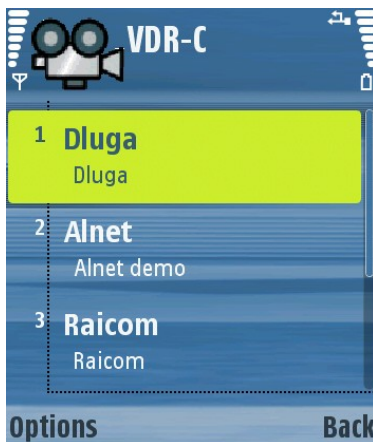 VDR-C
1 Dluga
Dluga
2 Alnet
Alnet demo
3 Raicom
Raicom
Options Back